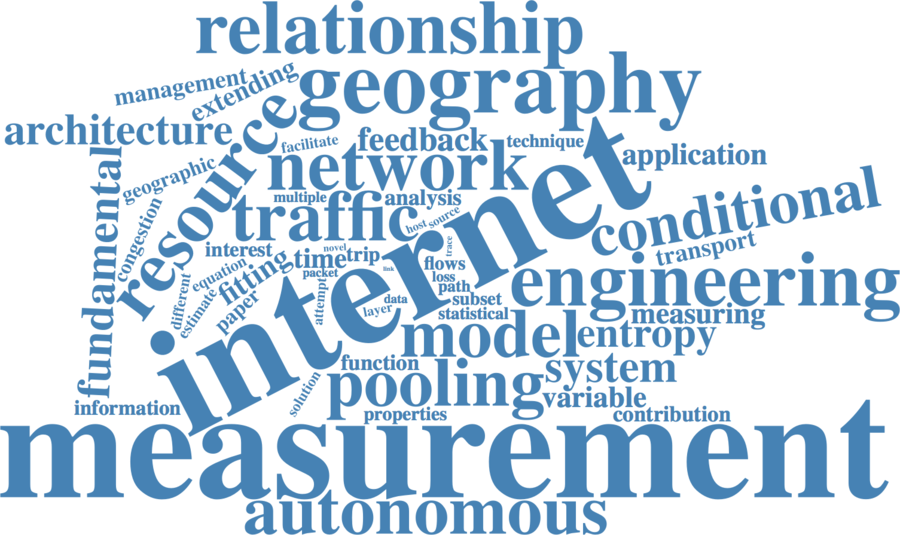 relationship
geography
management
extending
architecture
resource
facilitate
feedback
technique
network
application
geographic
fundamental
multiple
analysis
conditional
traffic
host
source
internet
congestion
interest
novel
trip
time
trace
transport
equation
fitting
packet
link
flows
loss
engineering
different
estimate
paper
attempt
data
layer
path
subset
statistical
measuring
model
entropy
function
system
solution
pooling
variable
information
properties
contribution
measurement
autonomous